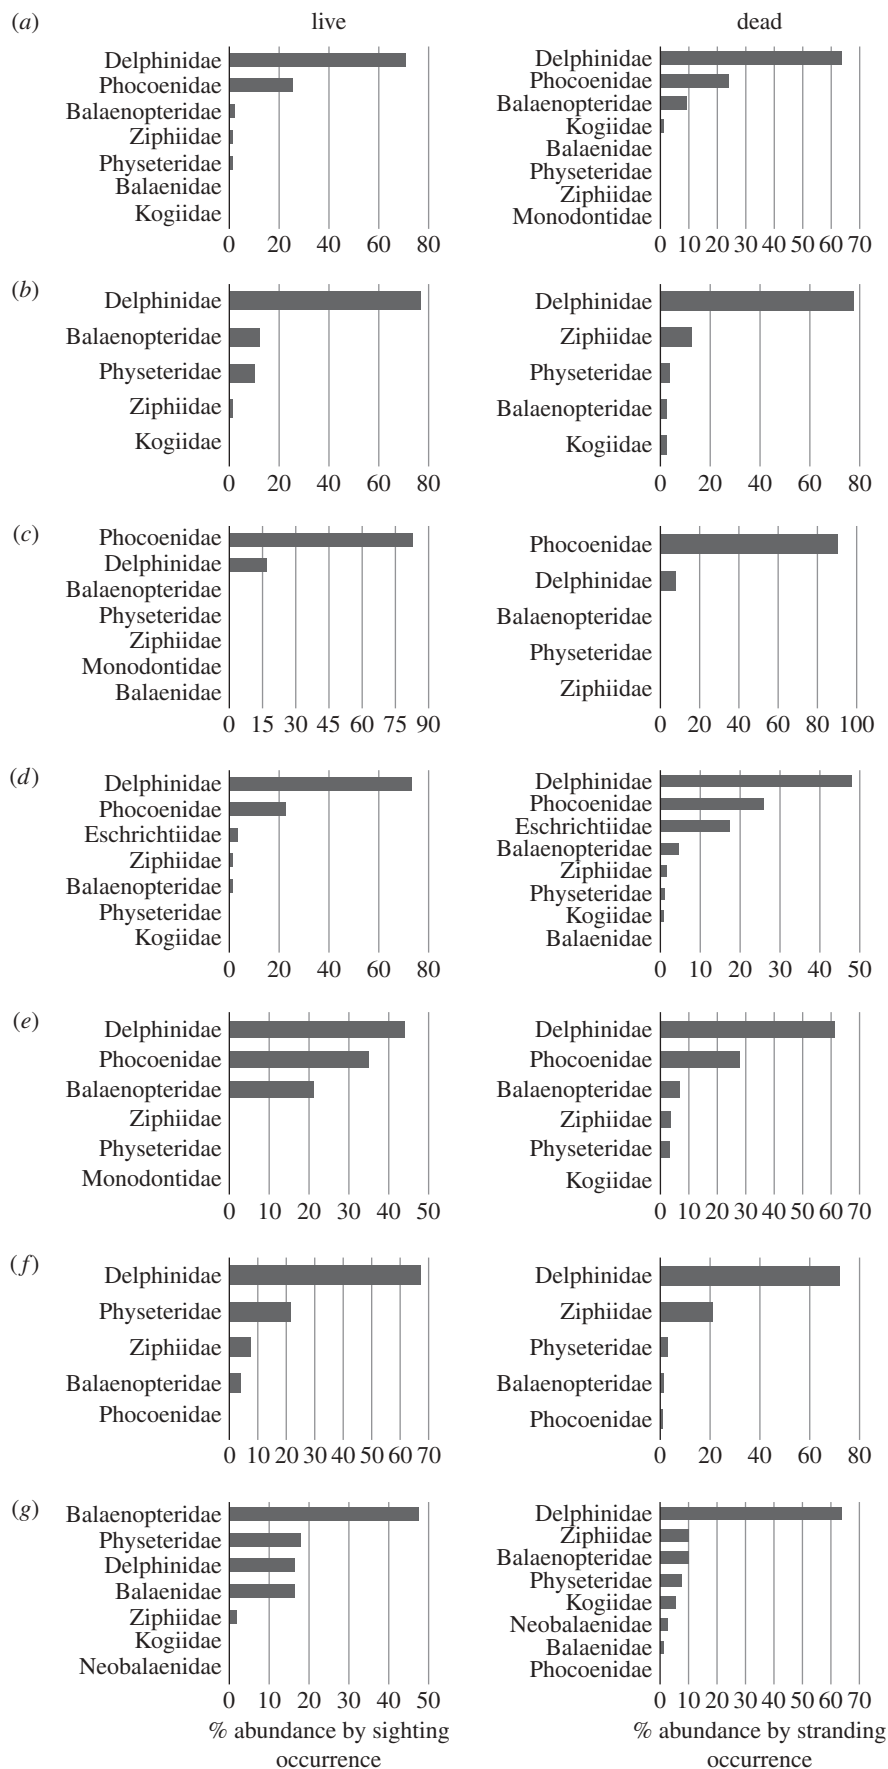 (a) live dead
Delphinidae
Phocoenidae
Balaenopteridae
Ziphiidae
Physeteridae
Balaenidae
Kogiidae
0 20 40 60 80
Delphinidae
Phocoenidae
Balaenopteridae
Kogiidae
Balaenidae
Physeteridae
Ziphiidae
Monodontidae
0 10 20 30 40 50 60 70
(b)
Delphinidae
Balaenopteridae
Physeteridae
Ziphiidae
Kogiidae
0 20 40 60 80
Delphinidae
Ziphiidae
Physeteridae
Balaenopteridae
Kogiidae
0 20 40 60 80
(c)
Phocoenidae
Delphinidae
Balaenopteridae
Physeteridae
Ziphiidae
Monodontidae
Balaenidae
0 15 30 45 60 75 90
Phocoenidae
Delphinidae
Balaenopteridae
Physeteridae
Ziphiidae
0 20 40 60 80 100
(d)
Delphinidae
Phocoenidae
Eschrichtiidae
Ziphiidae
Balaenopteridae
Physeteridae
Kogiidae
0 20 40 60 80
Delphinidae
Phocoenidae
Eschrichtiidae
Balaenopteridae
Ziphiidae
Physeteridae
Kogiidae
Balaenidae
0 10 20 30 40 50
(e)
Delphinidae
Phocoenidae
Balaenopteridae
Ziphiidae
Physeteridae
Monodontidae
0 10 20 30 40 50
Delphinidae
Phocoenidae
Balaenopteridae
Ziphiidae
Physeteridae
Kogiidae
0 10 20 30 40 50 60 70
(f)
Delphinidae
Physeteridae
Ziphiidae
Balaenopteridae
Phocoenidae
0 10 20 30 40 50 60 70
Delphinidae
Ziphiidae
Physeteridae
Balaenopteridae
Phocoenidae
0 20 40 60 80
(g)
Balaenopteridae
Physeteridae
Delphinidae
Balaenidae
Ziphiidae
Kogiidae
Neobalaenidae
0 10 20 30 40 50
% abundance by sighting
occurrence
Delphinidae
Ziphiidae
Balaenopteridae
Physeteridae
Kogiidae
Neobalaenidae
Balaenidae
Phocoenidae
0 10 20 30 40 50 60 70
% abundance by stranding
occurrence